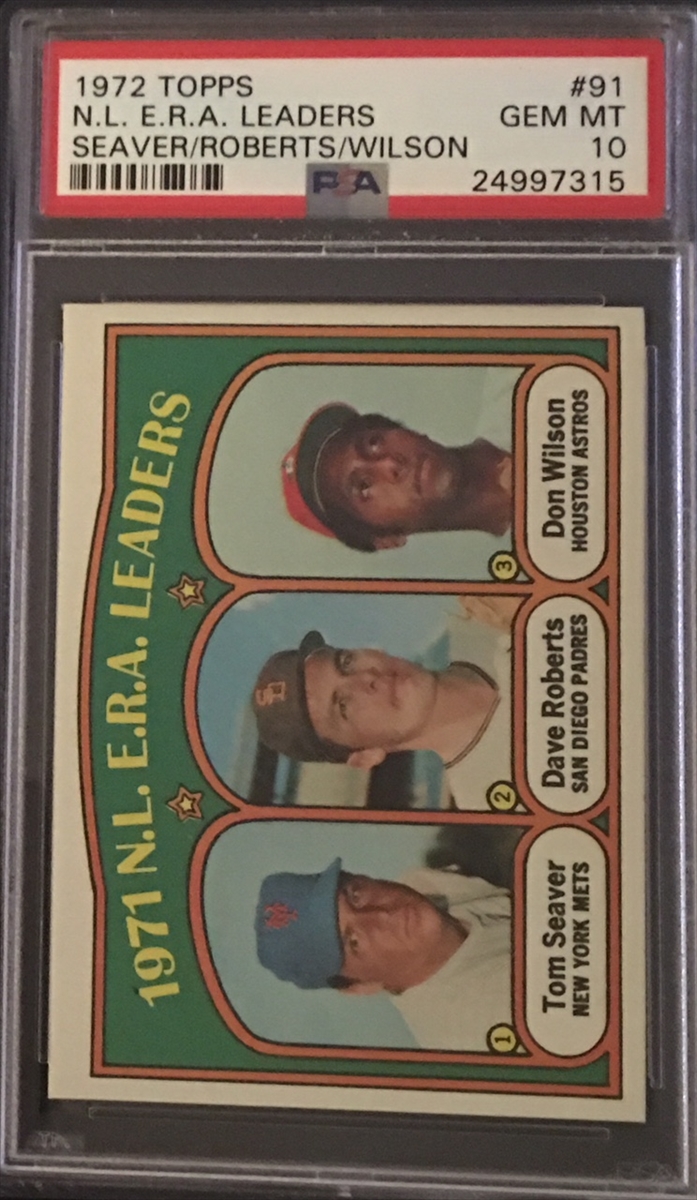 1972 TOPPS #91
N.L. E.R.A. LEADERS GEM MT
SEAVER/ROBERTS/WILSON 10
PSA 24997315
1971 N.L. E.R.A. LEADERS
1
Tom Seaver
NEW YORK METS
2
Dave Roberts
SAN DIEGO PADRES
3
Don Wilson
HOUSTON ASTROS